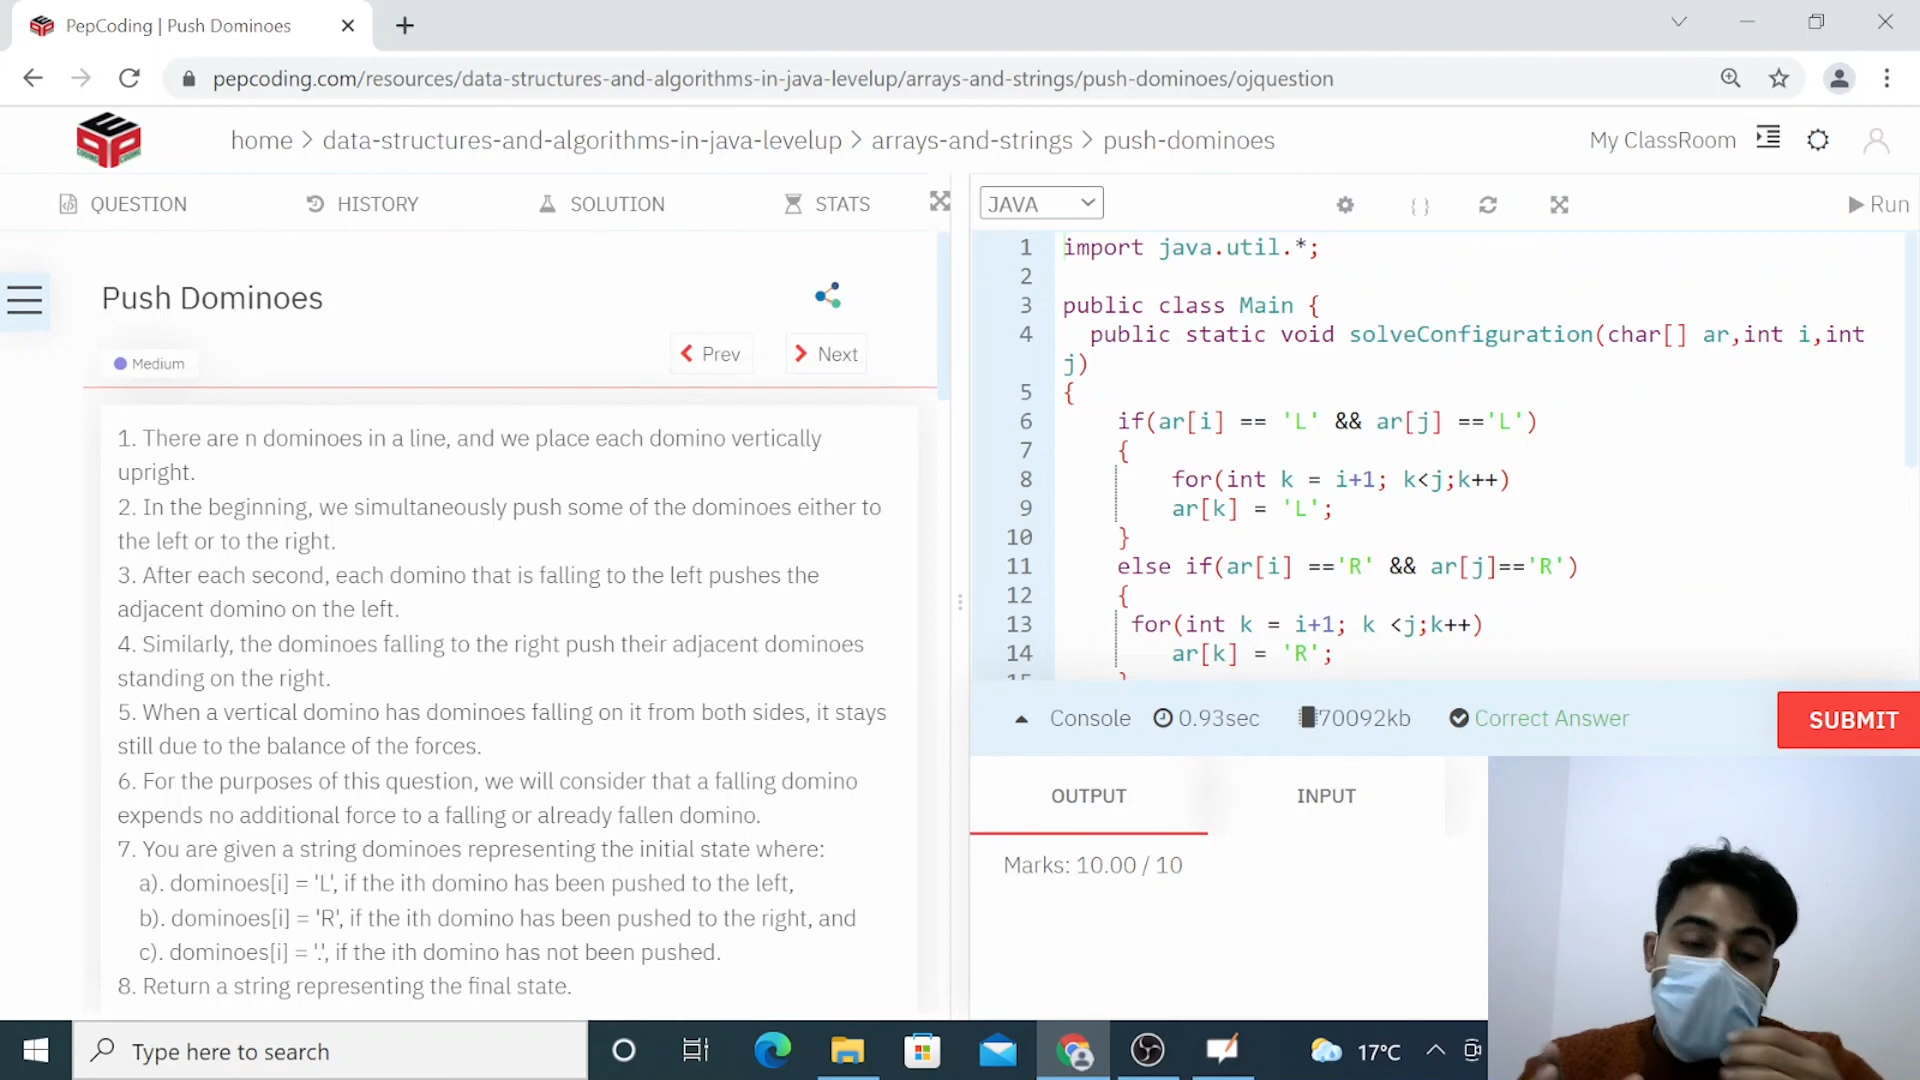 PepCoding | Push Dominoes
pepcoding.com/resources/data-structures-and-algorithms-in-java-levelup/arrays-and-strings/push-dominoes/ojquestion
home > data-structures-and-algorithms-in-java-levelup > arrays-and-strings > push-dominoes
My ClassRoom
QUESTION
HISTORY
SOLUTION
STATS
Push Dominoes
Prev
Next
Medium
1. There are n dominoes in a line, and we place each domino vertically
upright.
2. In the beginning, we simultaneously push some of the dominoes either to
the left or to the right.
3. After each second, each domino that is falling to the left pushes the
adjacent domino on the left.
4. Similarly, the dominoes falling to the right push their adjacent dominoes
standing on the right.
5. When a vertical domino has dominoes falling on it from both sides, it stays
still due to the balance of the forces.
6. For the purposes of this question, we will consider that a falling domino
expends no additional force to a falling or already fallen domino.
7. You are given a string dominoes representing the initial state where:
a). dominoes[i] = 'L', if the ith domino has been pushed to the left,
b). dominoes[i] = 'R', if the ith domino has been pushed to the right, and
c). dominoes[i] = '.', if the ith domino has not been pushed.
8. Return a string representing the final state.
JAVA
Run
1 import java.util.*;
2
3 public class Main {
4 public static void solveConfiguration(char[] ar,int i,int
j)
5 {
6 if(ar[i] == 'L' && ar[j] =='L')
7 {
8 for(int k = i+1; k<j;k++)
9 ar[k] = 'L';
10 }
11 else if(ar[i] =='R' && ar[j]=='R')
12 {
13 for(int k = i+1; k <j;k++)
14 ar[k] = 'R';
15 }
Console
0.93sec
70092kb
Correct Answer
SUBMIT
OUTPUT
INPUT
Marks: 10.00 / 10
Type here to search
17°C